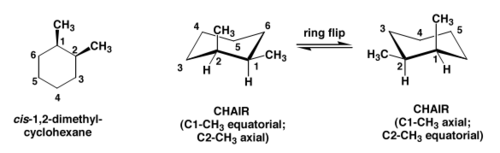 CH₃
1
CH₃
2
6
5
3
4
cis-1,2-dimethyl-
cyclohexane
4
CH₃
6
5
CH₃
3
2
1
H
H
CHAIR
(C1-CH₃ equatorial;
C2-CH₃ axial)
ring flip
CH₃
3
4
5
6
H₃C
2
1
H
H
CHAIR
(C1-CH₃ axial;
C2-CH₃ equatorial)